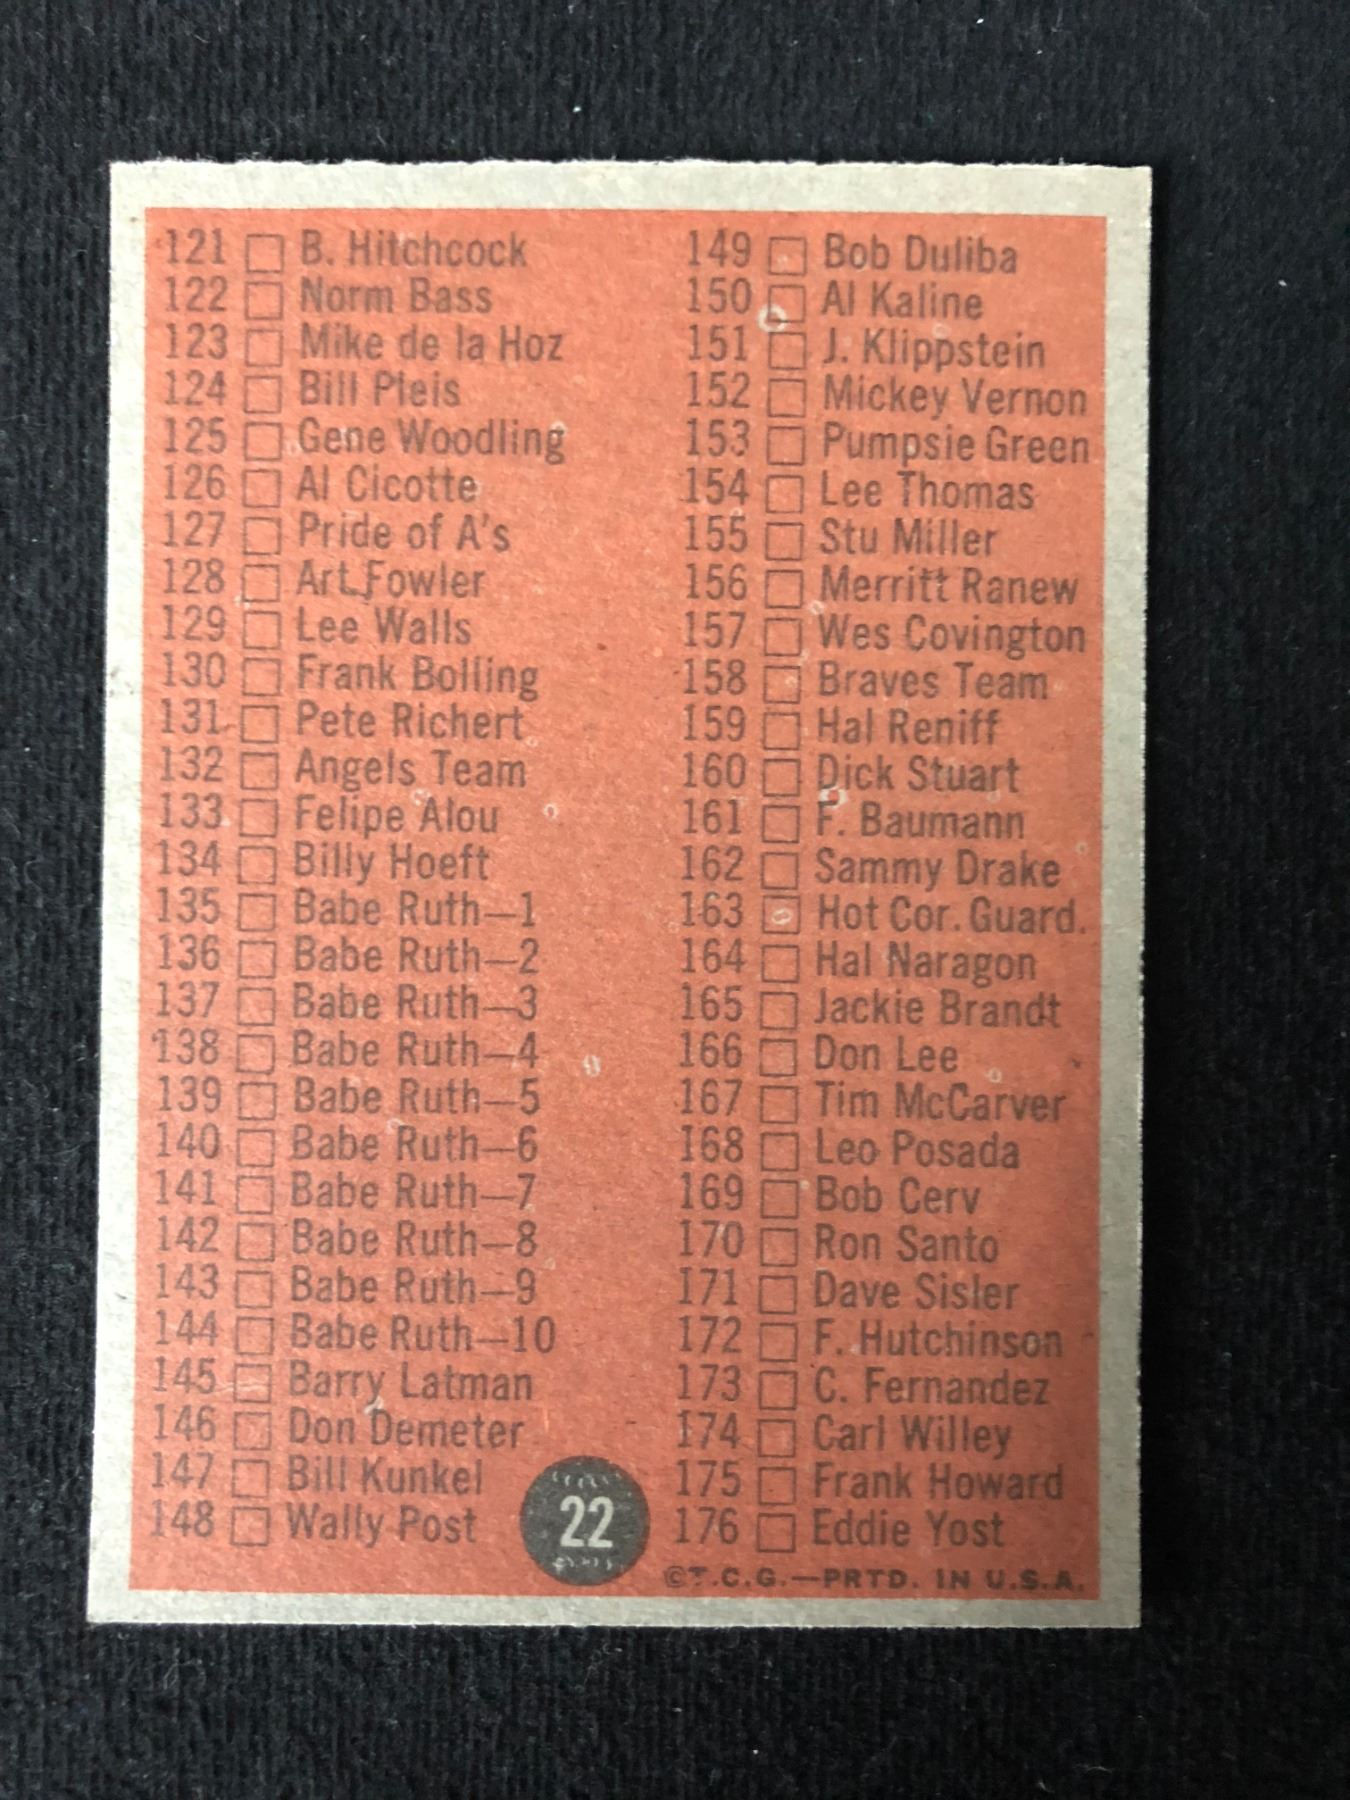 121 B. Hitchcock
122 Norm Bass
123 Mike de la Hoz
124 Bill Pleis
125 Gene Woodling
126 Al Cicotte
127 Pride of A's
128 Art Fowler
129 Lee Walls
130 Frank Bolling
131 Pete Richert
132 Angels Team
133 Felipe Alou
134 Billy Hoeft
135 Babe Ruth—1
136 Babe Ruth—2
137 Babe Ruth—3
138 Babe Ruth—4
139 Babe Ruth—5
140 Babe Ruth—6
141 Babe Ruth—7
142 Babe Ruth—8
143 Babe Ruth—9
144 Babe Ruth—10
145 Barry Latman
146 Don Demeter
147 Bill Kunkel
148 Wally Post
149 Bob Duliba
150 Al Kaline
151 J. Klippstein
152 Mickey Vernon
153 Pumpsie Green
154 Lee Thomas
155 Stu Miller
156 Merritt Ranew
157 Wes Covington
158 Braves Team
159 Hal Reniff
160 Dick Stuart
161 F. Baumann
162 Sammy Drake
163 Hot Cor. Guard.
164 Hal Naragon
165 Jackie Brandt
166 Don Lee
167 Tim McCarver
168 Leo Posada
169 Bob Cerv
170 Ron Santo
171 Dave Sisler
172 F. Hutchinson
173 C. Fernandez
174 Carl Willey
175 Frank Howard
176 Eddie Yost
22
©T.C.G.—PRTD. IN U.S.A.